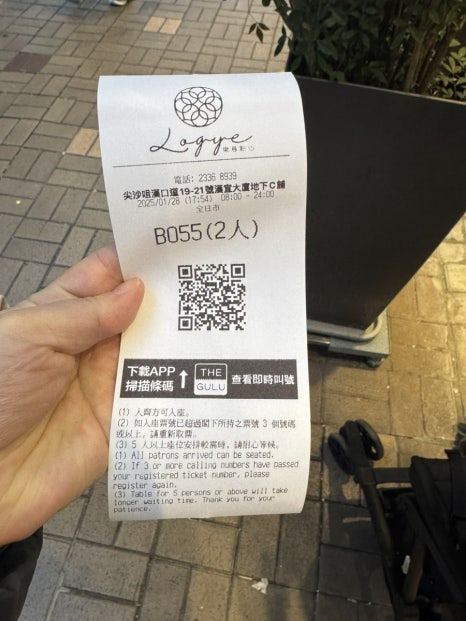 Logye
樂尋點心
電話: 2336 8939
尖沙咀漢口道19-21號漢宜大廈地下C舖
2025/01/28 (17:54) 08:00 - 24:00
全日市
B055(2人)
下載APP
掃描條碼
THE
GULU
查看即時叫號
(1) 人齊方可入座。
(2) 如入座票號已超過閣下所持之票號 3 個號碼
或以上, 請重新取票。
(3) 5 人以上座位安排較需時, 請耐心等候。
(1) All patrons arrived can be seated.
(2) If 3 or more calling numbers have passed
your registered ticket number, please
register again.
(3) Table for 5 persons or above will take
longer waiting time. Thank you for your
patience.